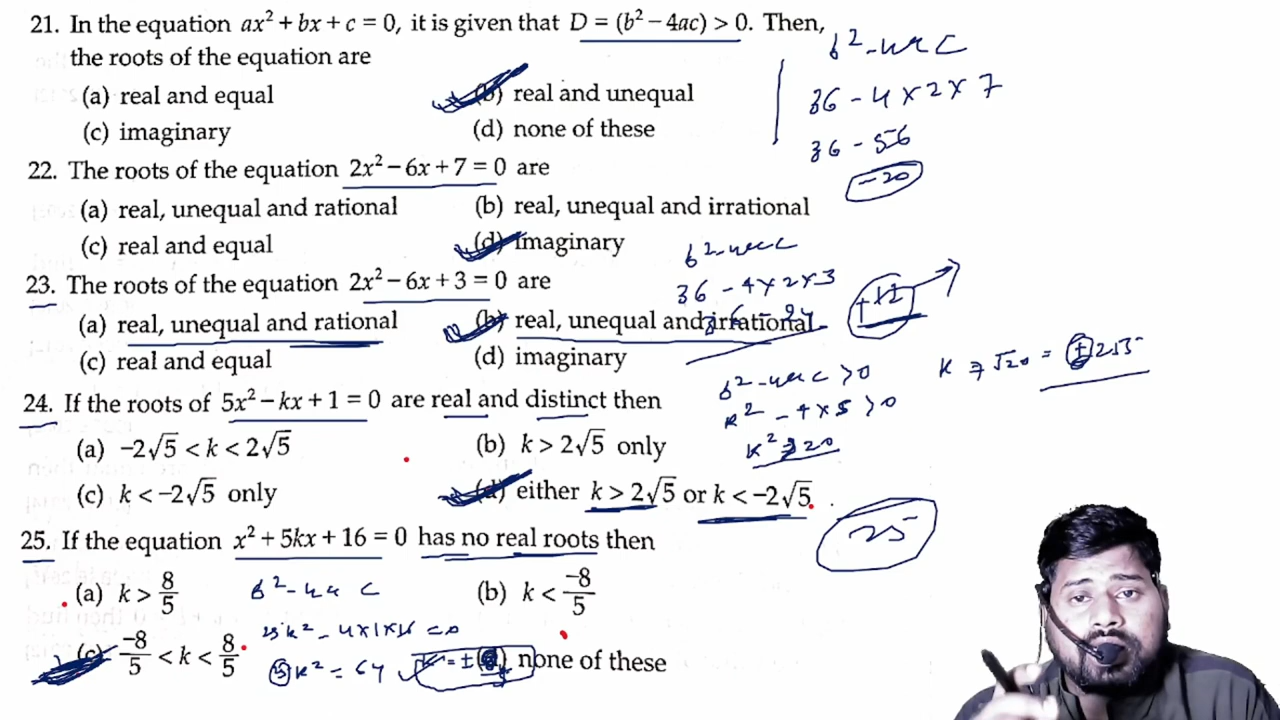 21. In the equation ax² + bx + c = 0, it is given that D = (b² − 4ac) > 0. Then,
the roots of the equation are
(a) real and equal (b) real and unequal
(c) imaginary (d) none of these
b² - 4ac
36 - 4 × 2 × 7
36 - 56
-20
22. The roots of the equation 2x² − 6x + 7 = 0 are
(a) real, unequal and rational (b) real, unequal and irrational
(c) real and equal (d) imaginary
b² - 4ac
36 - 4 × 2 × 3
+12
23. The roots of the equation 2x² − 6x + 3 = 0 are
(a) real, unequal and rational (b) real, unequal and irrational
(c) real and equal (d) imaginary
b² - 4ac > 0
k² - 4 × 5 > 0
k² > 20
√20 = ± 2√5
24. If the roots of 5x² − kx + 1 = 0 are real and distinct then
(a) −2√5 < k < 2√5 (b) k > 2√5 only
(c) k < −2√5 only (d) either k > 2√5 or k < −2√5.
25
25. If the equation x² + 5kx + 16 = 0 has no real roots then
(a) k > 8/5 (b) k < −8/5
(c) −8/5 < k < 8/5 none of these
b² - 4a c
25k² - 4×1×16 = 0
25 k² = 64
k = ±